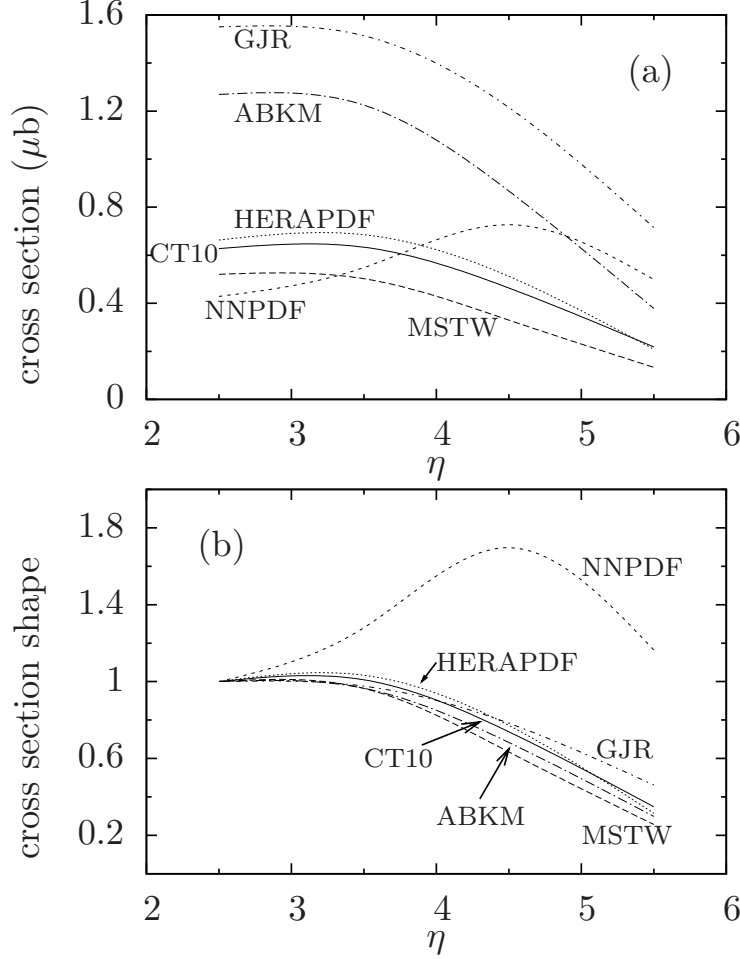 1.6
1.2
0.8
0.4
0
cross section (μb)
GJR
(a)
ABKM
HERAPDF
CT10
NNPDF
MSTW
2 3 4 5 6
η
1.8
1.4
1
0.6
0.2
cross section shape
(b)
NNPDF
HERAPDF
GJR
CT10
ABKM
MSTW
2 3 4 5 6
η